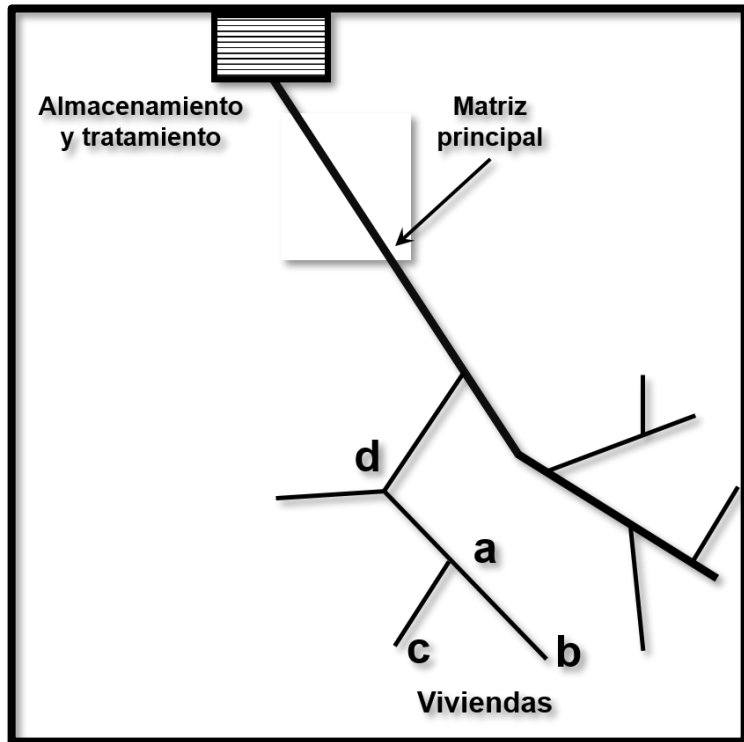 Almacenamiento
y tratamiento
Matriz
principal
d
a
c
b
Viviendas